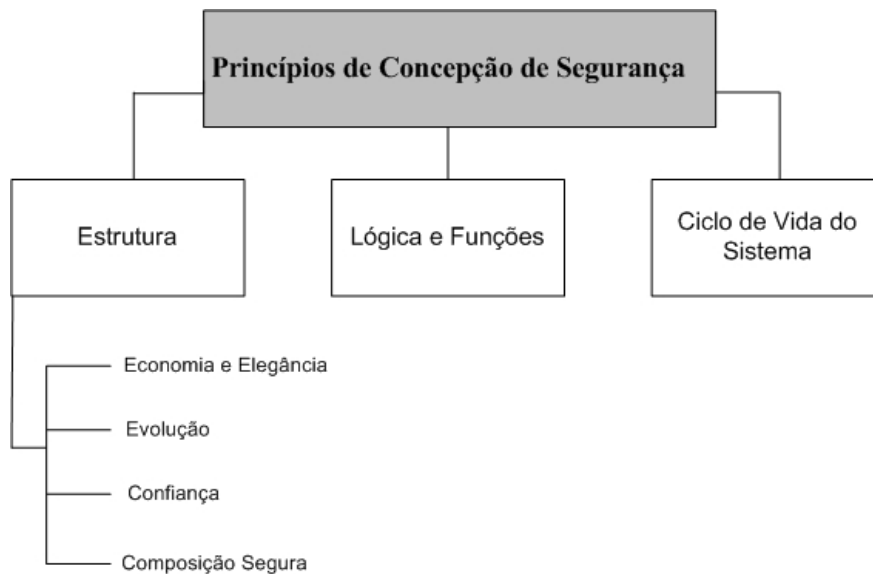 Princípios de Concepção de Segurança
Estrutura
Lógica e Funções
Ciclo de Vida do
Sistema
Economia e Elegância
Evolução
Confiança
Composição Segura